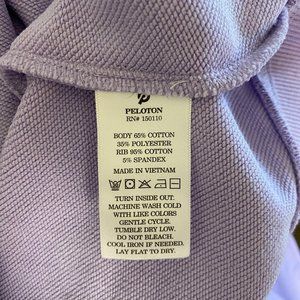 PELOTON
RN# 150110
BODY 65% COTTON
35% POLYESTER
RIB 95% COTTON
5% SPANDEX
MADE IN VIETNAM
TURN INSIDE OUT.
MACHINE WASH COLD
WITH LIKE COLORS
GENTLE CYCLE.
TUMBLE DRY LOW.
DO NOT BLEACH.
COOL IRON IF NEEDED.
LAY FLAT TO DRY.